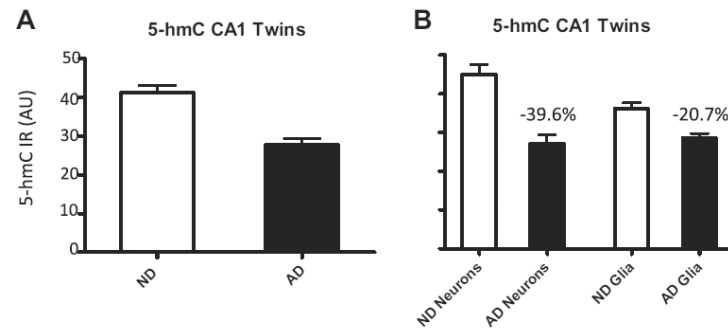 A
5-hmC CA1 Twins
5-hmC IR (AU)
50
40
30
20
10
0
ND
AD
B
5-hmC CA1 Twins
-39.6%
-20.7%
ND Neurons
AD Neurons
ND Glia
AD Glia